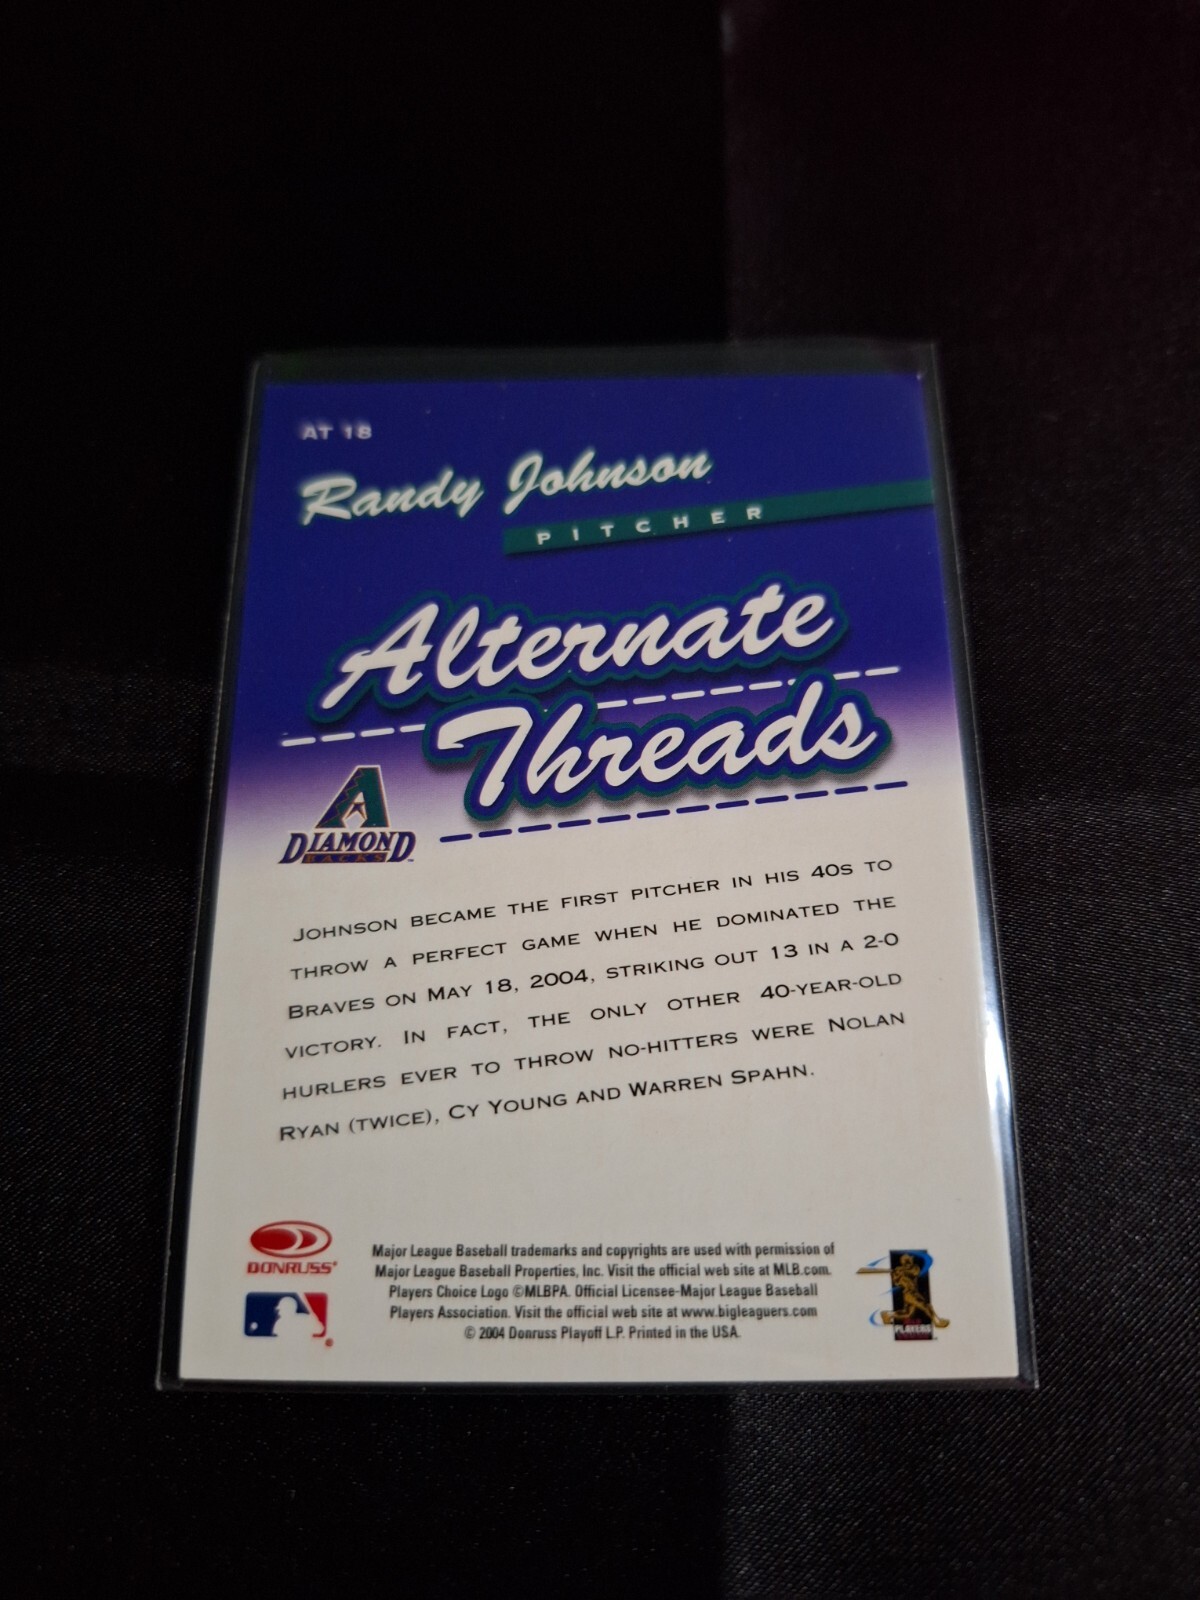 AT 18
Randy Johnson
PITCHER
Alternate
Threads
A
DIAMOND
BACKS
JOHNSON BECAME THE FIRST PITCHER IN HIS 40S TO
THROW A PERFECT GAME WHEN HE DOMINATED THE
BRAVES ON MAY 18, 2004, STRIKING OUT 13 IN A 2-0
VICTORY. IN FACT, THE ONLY OTHER 40-YEAR-OLD
HURLERS EVER TO THROW NO-HITTERS WERE NOLAN
RYAN (TWICE), CY YOUNG AND WARREN SPAHN.
DONRUSS
Major League Baseball trademarks and copyrights are used with permission of
Major League Baseball Properties, Inc. Visit the official web site at MLB.com.
Players Choice Logo ©MLBPA. Official Licensee-Major League Baseball
Players Association. Visit the official web site at www.bigleaguers.com
© 2004 Donruss Playoff L.P. Printed in the USA.
PLAYERS